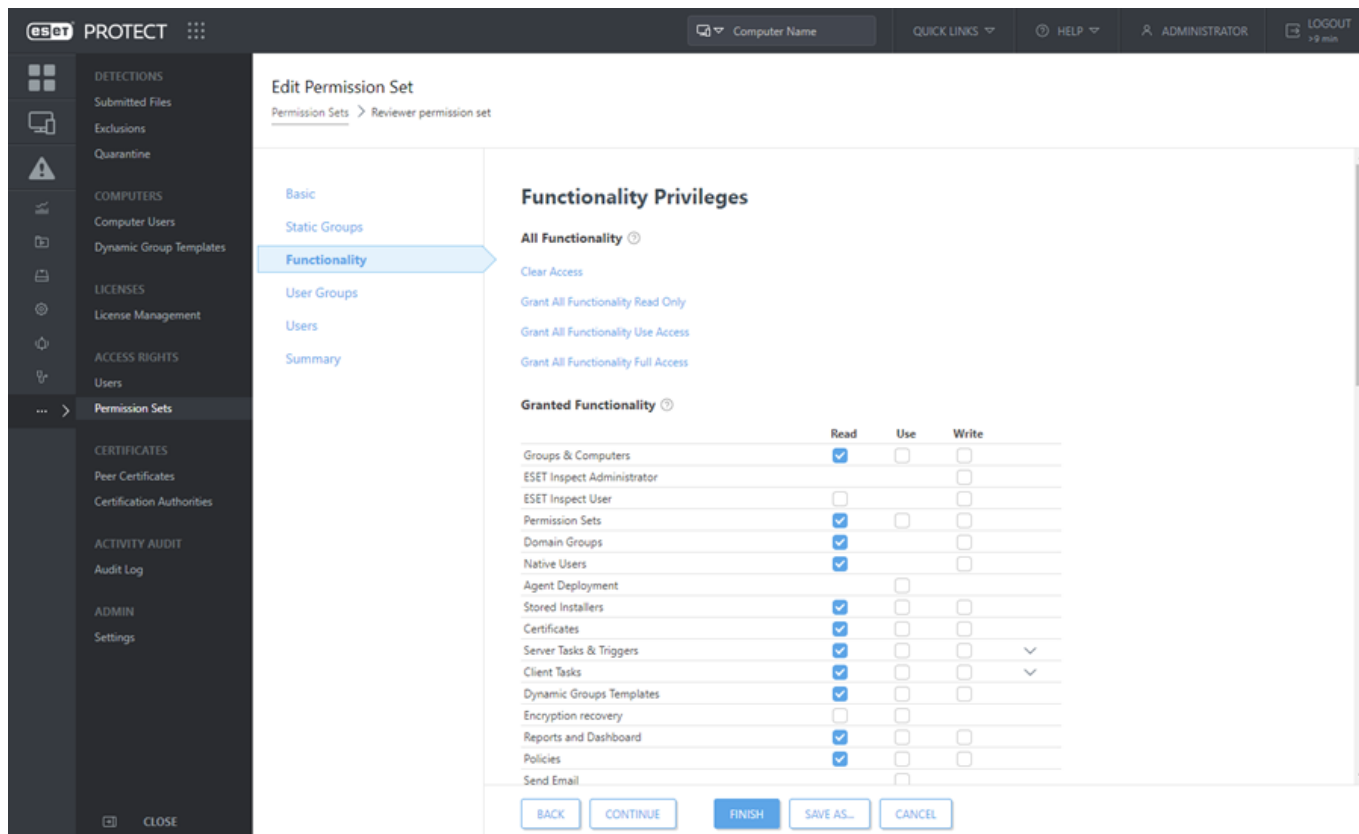 eset PROTECT
Computer Name
QUICK LINKS
HELP
ADMINISTRATOR
LOGOUT
>9 min
DETECTIONS
Submitted Files
Exclusions
Quarantine
COMPUTERS
Computer Users
Dynamic Group Templates
LICENSES
License Management
ACCESS RIGHTS
Users
Permission Sets
CERTIFICATES
Peer Certificates
Certification Authorities
ACTIVITY AUDIT
Audit Log
ADMIN
Settings
CLOSE
Edit Permission Set
Permission Sets > Reviewer permission set
Basic
Static Groups
Functionality
User Groups
Users
Summary
Functionality Privileges
All Functionality
Clear Access
Grant All Functionality Read Only
Grant All Functionality Use Access
Grant All Functionality Full Access
Granted Functionality
Read Use Write
Groups & Computers
ESET Inspect Administrator
ESET Inspect User
Permission Sets
Domain Groups
Native Users
Agent Deployment
Stored Installers
Certificates
Server Tasks & Triggers
Client Tasks
Dynamic Groups Templates
Encryption recovery
Reports and Dashboard
Policies
Send Email
BACK
CONTINUE
FINISH
SAVE AS...
CANCEL